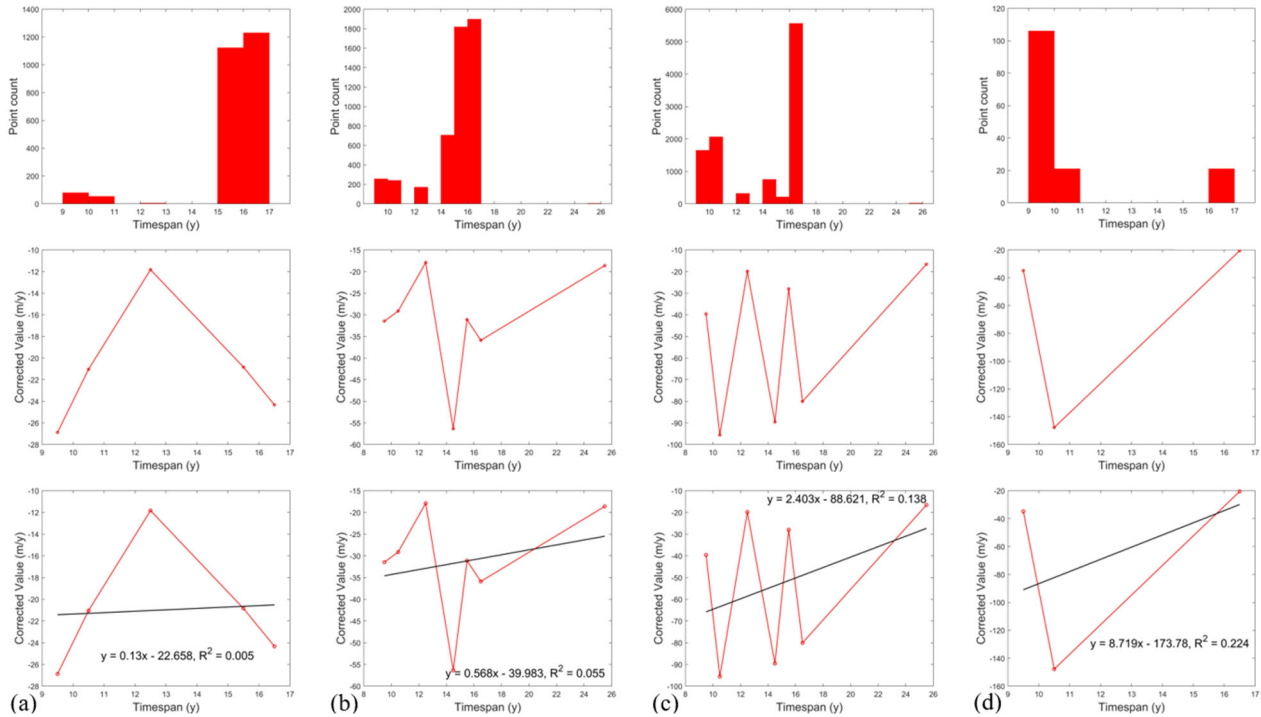 1400
1200
1000
800
600
400
200
0
Point count
9 10 11 12 13 14 15 16 17
Timespan (y)
2000
1800
1600
1400
1200
1000
800
600
400
200
0
Point count
10 12 14 16 18 20 22 24 26
Timespan (y)
6000
5000
4000
3000
2000
1000
0
Point count
10 12 14 16 18 20 22 24 26
Timespan (y)
120
100
80
60
40
20
0
Point count
9 10 11 12 13 14 15 16 17
Timespan (y)
-10
-12
-14
-16
-18
-20
-22
-24
-26
-28
Corrected Value (m/y)
10 11 12 13 14 15 16 17
Timespan (y)
-15
-20
-25
-30
-35
-40
-45
-50
-55
-60
Corrected Value (m/y)
10 12 14 16 18 20 22 24 26
Timespan (y)
-10
-20
-30
-40
-50
-60
-70
-80
-90
-100
Corrected Value (m/y)
8 10 12 14 16 18 20 22 24 26
Timespan (y)
-20
-40
-60
-80
-100
-120
-140
-160
Corrected Value (m/y)
9 10 11 12 13 14 15 16 17
Timespan (y)
-10
-12
-14
-16
-18
-20
-22
-24
-26
-28
Corrected Value (m/y)
y = 0.13x - 22.658, R² = 0.005
10 11 12 13 14 15 16 17
Timespan (y)
(a)
-15
-20
-25
-30
-35
-40
-45
-50
-55
-60
Corrected Value (m/y)
y = 0.568x - 39.983, R² = 0.055
10 12 14 16 18 20 22 24 26
Timespan (y)
(b)
-10
-20
-30
-40
-50
-60
-70
-80
-90
-100
Corrected Value (m/y)
y = 2.403x - 88.621, R² = 0.138
8 10 12 14 16 18 20 22 24 26
Timespan (y)
(c)
-20
-40
-60
-80
-100
-120
-140
-160
Corrected Value (m/y)
y = 8.719x - 173.78, R² = 0.224
9 10 11 12 13 14 15 16 17
Timespan (y)
(d)